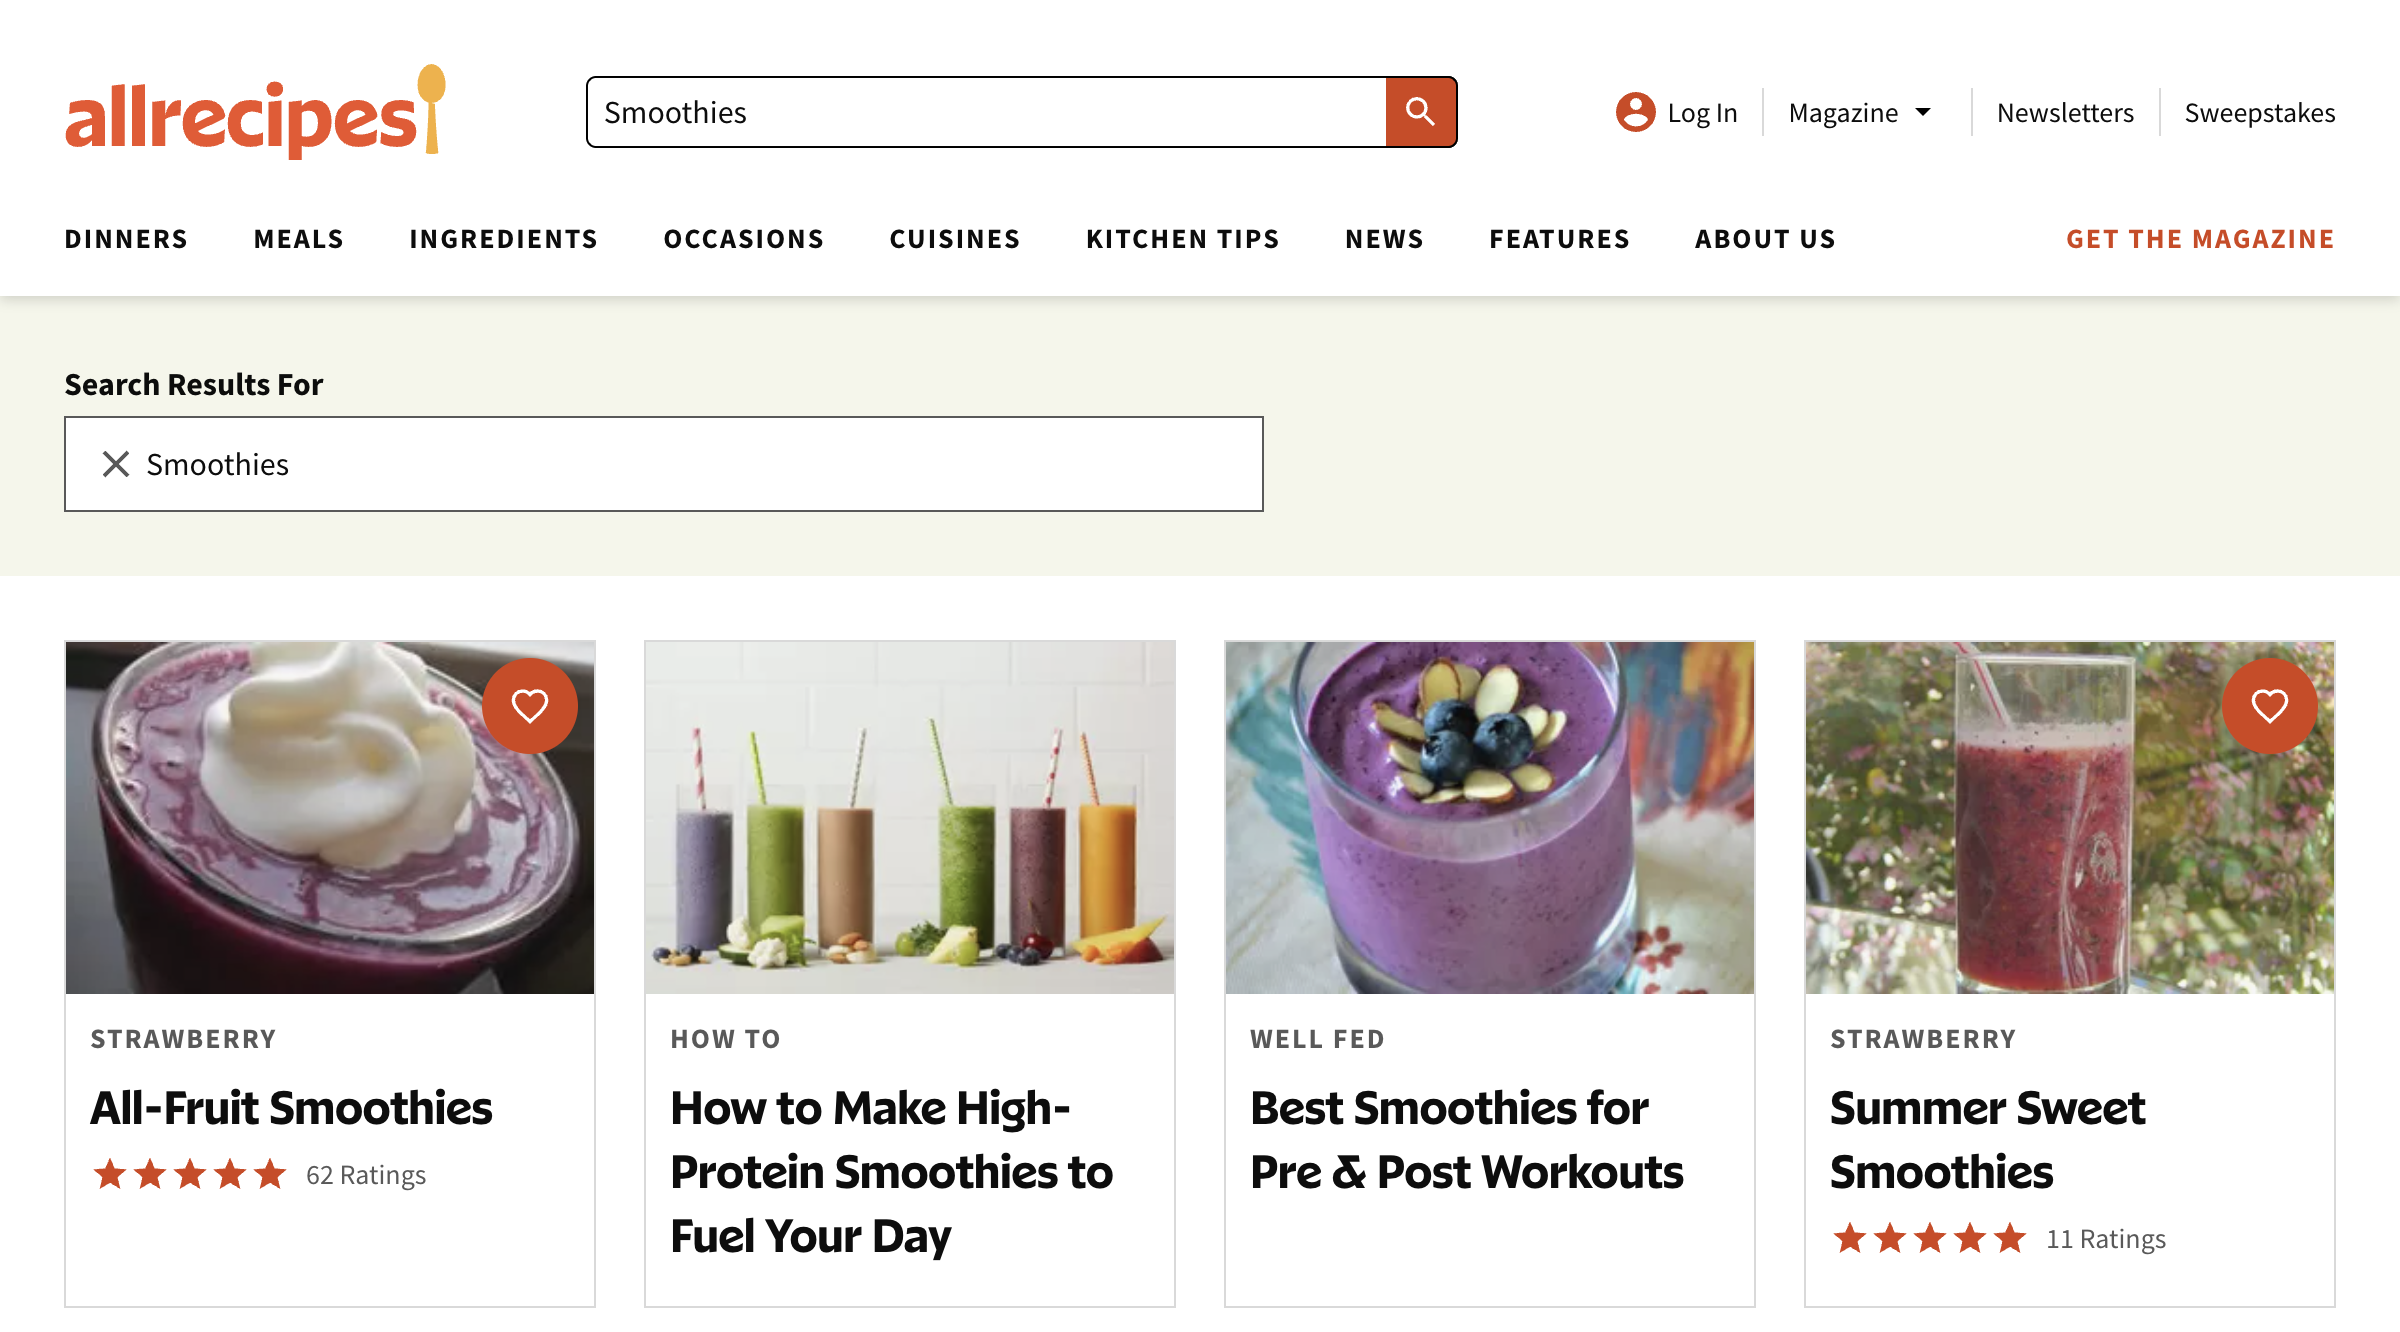 allrecipes
Smoothies
Log In
Magazine
Newsletters
Sweepstakes
DINNERS
MEALS
INGREDIENTS
OCCASIONS
CUISINES
KITCHEN TIPS
NEWS
FEATURES
ABOUT US
GET THE MAGAZINE
Search Results For
Smoothies
STRAWBERRY
All-Fruit Smoothies
62 Ratings
HOW TO
How to Make High-
Protein Smoothies to
Fuel Your Day
WELL FED
Best Smoothies for
Pre & Post Workouts
STRAWBERRY
Summer Sweet
Smoothies
11 Ratings